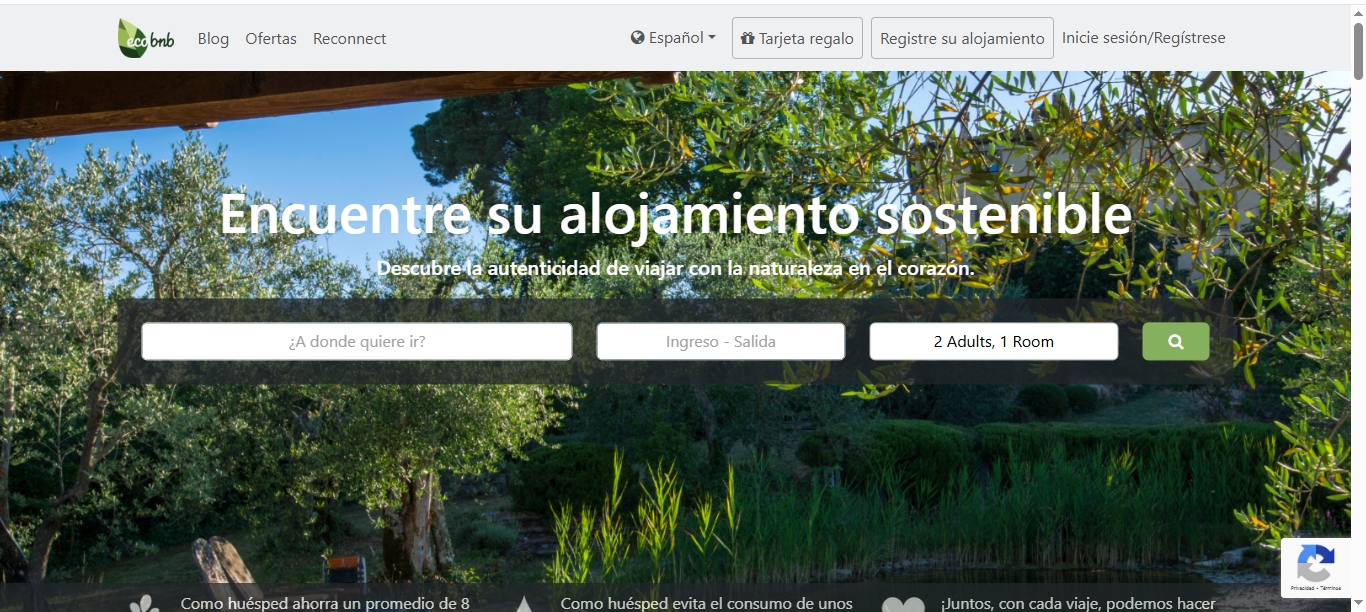 ecobnb
Blog Ofertas Reconnect Español Tarjeta regalo Registre su alojamiento Inicie sesión/Regístrese
Encuentre su alojamiento sostenible
Descubre la autenticidad de viajar con la naturaleza en el corazón.
¿A donde quiere ir? Ingreso - Salida 2 Adults, 1 Room
Privacidad - Términos
Como huésped ahorra un promedio de 8 Como huésped evita el consumo de unos ¡Juntos, con cada viaje, podemos hacer